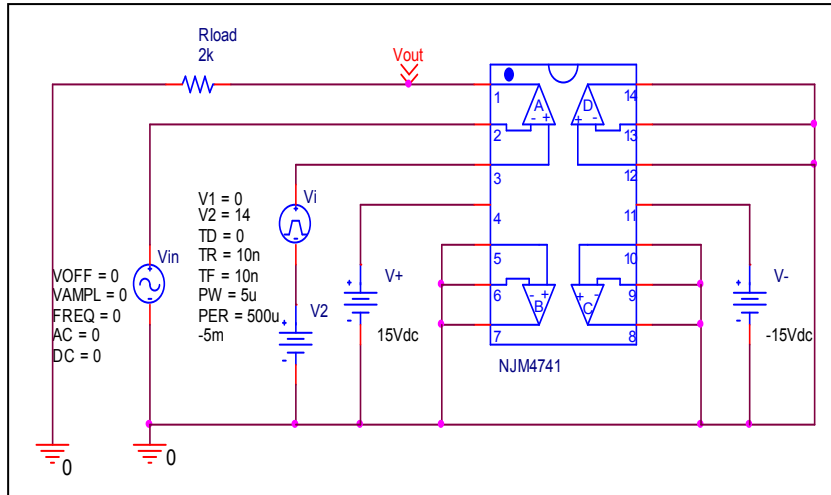 Rload
2k
Vout
1
2
3
4
5
6
7
14
13
12
11
10
9
8
A
- +
D
+ -
B
- +
C
+ -
NJM4741
V1 = 0
V2 = 14
TD = 0
TR = 10n
TF = 10n
PW = 5u
PER = 500u
-5m
Vi
+
-
V2
+
-
V+
+
-
15Vdc
V-
+
-
-15Vdc
Vin
+
-
VOFF = 0
VAMPL = 0
FREQ = 0
AC = 0
DC = 0
0
0